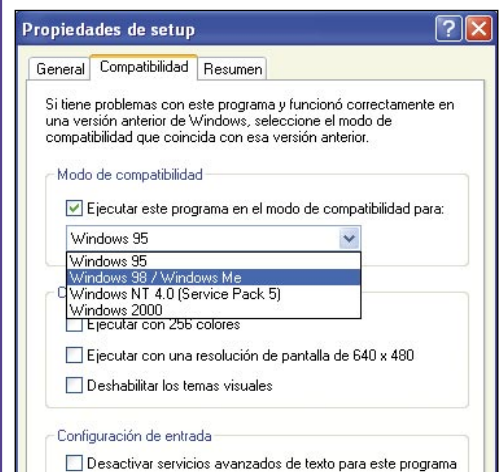 Propiedades de setup
General Compatibilidad Resumen
Si tiene problemas con este programa y funcionó correctamente en
una versión anterior de Windows, seleccione el modo de
compatibilidad que coincida con esa versión anterior.
Modo de compatibilidad
Ejecutar este programa en el modo de compatibilidad para:
Windows 95
Windows 95
Windows 98 / Windows Me
Windows NT 4.0 (Service Pack 5)
Windows 2000
Ejecutar con 256 colores
Ejecutar con una resolución de pantalla de 640 x 480
Deshabilitar los temas visuales
Configuración de entrada
Desactivar servicios avanzados de texto para este programa